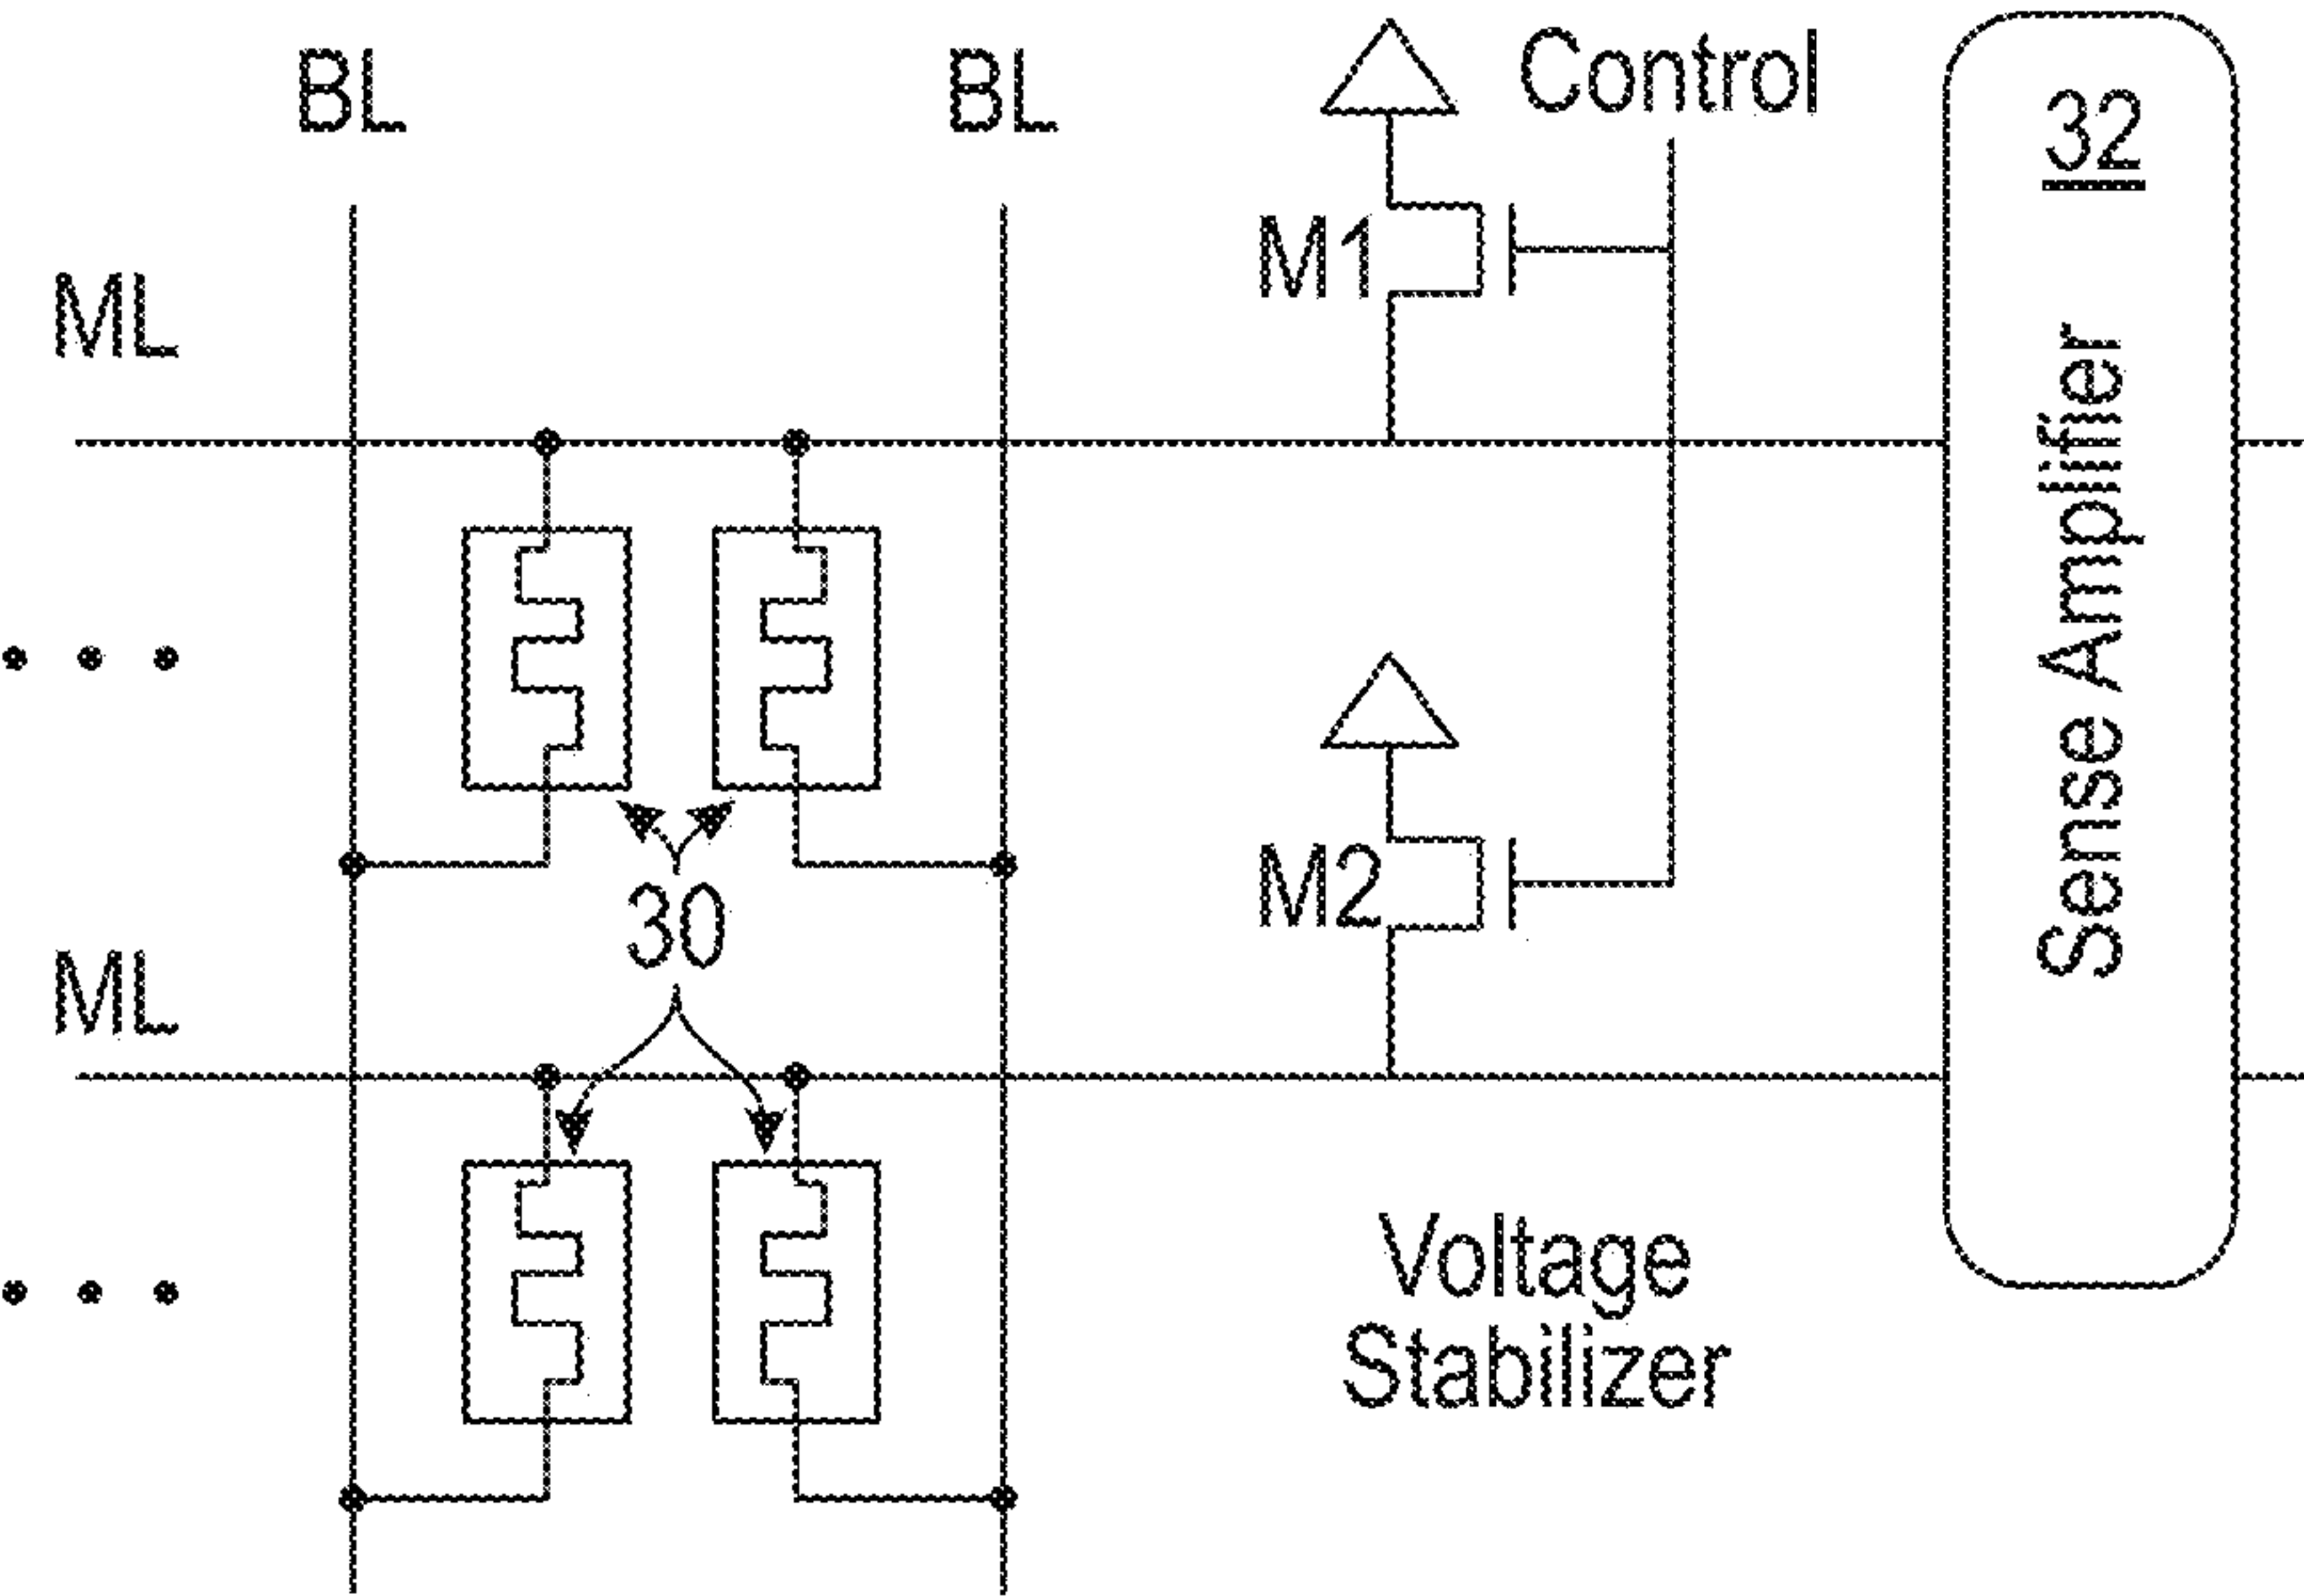 BL
BL
Control
32
M1
ML
Sense Amplifier
M2
30
ML
Voltage
Stabilizer